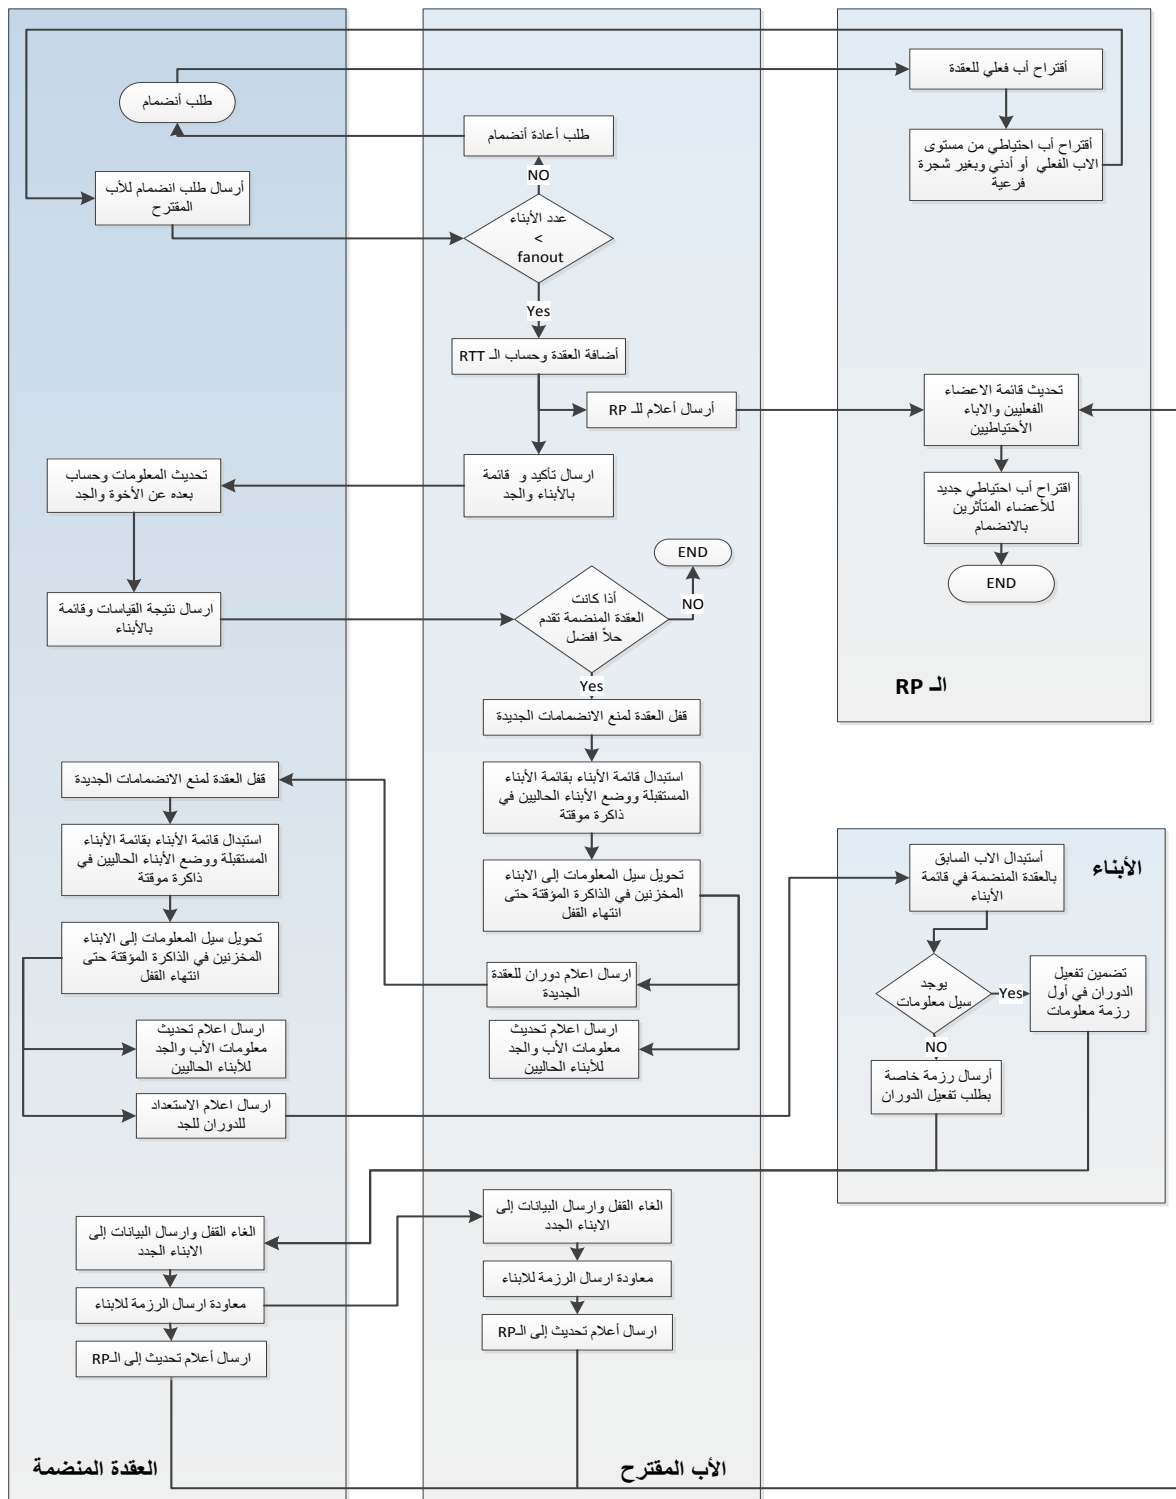 أقتراح أب فعلي للعقدة
طلب أنضمام
طلب أعادة أنضمام
أقتراح أب احتياطي من مستوى
الاب الفعلي أو أدنى وبغير شجرة
فرعية
NO
أرسال طلب انضمام للأب
المقترح
عدد الأبناء
<
fanout
Yes
أضافة العقدة وحساب الـ RTT
أرسال أعلام للـ RP
تحديث قائمة الاعضاء
الفعليين والاباء
الأحتياطيين
ارسال تأكيد و قائمة
بالأبناء والجد
تحديث المعلومات وحساب
بعده عن الأخوة والجد
اقتراح أب احتياطي جديد
للأعضاء المتأثرين
بالانضمام
END
END
أذا كانت
العقدة المنضمة تقدم
حلاً افضل
NO
ارسال نتيجة القياسات وقائمة
بالأبناء
Yes
الـ RP
قفل العقدة لمنع الانضمامات الجديدة
استبدال قائمة الأبناء بقائمة الأبناء
المستقبلة ووضع الأبناء الحاليين في
ذاكرة موقتة
قفل العقدة لمنع الانضمامات الجديدة
استبدال قائمة الأبناء بقائمة الأبناء
المستقبلة ووضع الأبناء الحاليين في
ذاكرة موقتة
تحويل سيل المعلومات إلى الابناء
المخزنين في الذاكرة المؤقتة حتى
انتهاء القفل
الأبناء
أستبدال الاب السابق
بالعقدة المنضمة في قائمة
الأبناء
تحويل سيل المعلومات إلى الابناء
المخزنين في الذاكرة المؤقتة حتى
انتهاء القفل
ارسال اعلام دوران للعقدة
الجديدة
يوجد
سيل معلومات
Yes
تضمين تفعيل
الدوران في أول
رزمة معلومات
NO
ارسال اعلام تحديث
معلومات الأب والجد
للأبناء الحاليين
ارسال اعلام تحديث
معلومات الأب والجد
للأبناء الحاليين
أرسال رزمة خاصة
بطلب تفعيل الدوران
ارسال اعلام الاستعداد
للدوران للجد
الغاء القفل وارسال البيانات إلى
الابناء الجدد
الغاء القفل وارسال البيانات إلى
الابناء الجدد
معاودة ارسال الرزمة للابناء
معاودة ارسال الرزمة للابناء
ارسال أعلام تحديث إلى الـRP
ارسال أعلام تحديث إلى الـRP
الأب المقترح
العقدة المنضمة